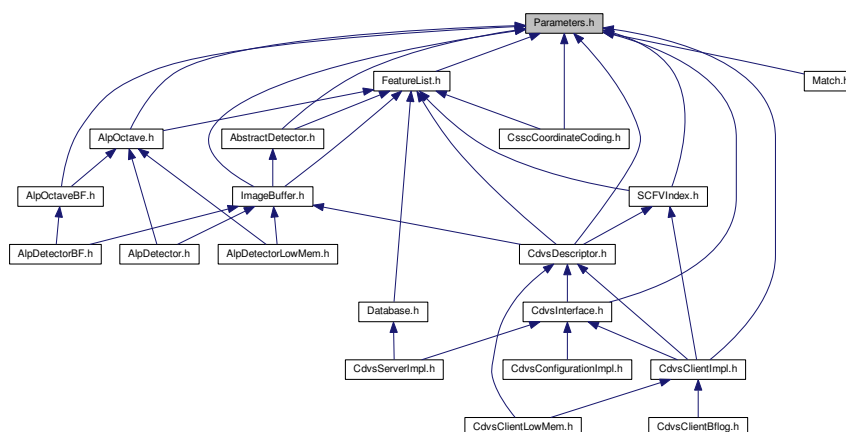 Parameters.h
FeatureList.h
Match.h
AlpOctave.h
AbstractDetector.h
CsscCoordinateCoding.h
AlpOctaveBF.h
ImageBuffer.h
SCFVIndex.h
AlpDetectorBF.h
AlpDetector.h
AlpDetectorLowMem.h
CdvsDescriptor.h
Database.h
CdvsInterface.h
CdvsServerImpl.h
CdvsConfigurationImpl.h
CdvsClientImpl.h
CdvsClientLowMem.h
CdvsClientBflog.h